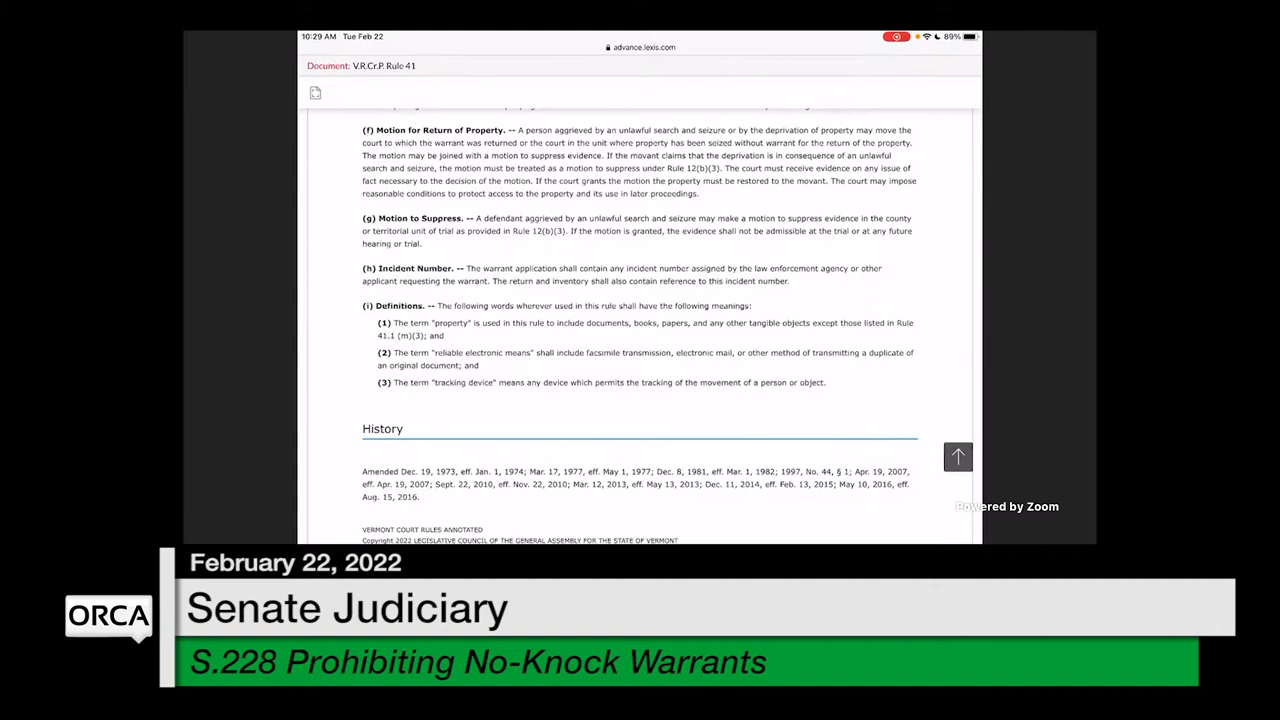 10:29 AM Tue Feb 22
89%
advance.lexis.com
Document: V.R.Cr.P. Rule 41
(f) Motion for Return of Property. -- A person aggrieved by an unlawful search and seizure or by the deprivation of property may move the
court to which the warrant was returned or the court in the unit where property has been seized without warrant for the return of the property.
The motion may be joined with a motion to suppress evidence. If the movant claims that the deprivation is in consequence of an unlawful
search and seizure, the motion must be treated as a motion to suppress under Rule 12(b)(3). The court must receive evidence on any issue of
fact necessary to the decision of the motion. If the court grants the motion the property must be restored to the movant. The court may impose
reasonable conditions to protect access to the property and its use in later proceedings.
(g) Motion to Suppress. -- A defendant aggrieved by an unlawful search and seizure may make a motion to suppress evidence in the county
or territorial unit of trial as provided in Rule 12(b)(3). If the motion is granted, the evidence shall not be admissible at the trial or at any future
hearing or trial.
(h) Incident Number. -- The warrant application shall contain any incident number assigned by the law enforcement agency or other
applicant requesting the warrant. The return and inventory shall also contain reference to this incident number.
(i) Definitions. -- The following words wherever used in this rule shall have the following meanings:
(1) The term "property" is used in this rule to include documents, books, papers, and any other tangible objects except those listed in Rule
41.1 (m)(3); and
(2) The term "reliable electronic means" shall include facsimile transmission, electronic mail, or other method of transmitting a duplicate of
an original document; and
(3) The term "tracking device" means any device which permits the tracking of the movement of a person or object.
History
Amended Dec. 19, 1973, eff. Jan. 1, 1974; Mar. 17, 1977, eff. May 1, 1977; Dec. 8, 1981, eff. Mar. 1, 1982; 1997, No. 44, § 1; Apr. 19, 2007,
eff. Apr. 19, 2007; Sept. 22, 2010, eff. Nov. 22, 2010; Mar. 12, 2013, eff. May 13, 2013; Dec. 11, 2014, eff. Feb. 13, 2015; May 10, 2016, eff.
Aug. 15, 2016.
Powered by Zoom
VERMONT COURT RULES ANNOTATED
Copyright 2022 LEGISLATIVE COUNCIL OF THE GENERAL ASSEMBLY FOR THE STATE OF VERMONT
February 22, 2022
ORCA
Senate Judiciary
S.228 Prohibiting No-Knock Warrants